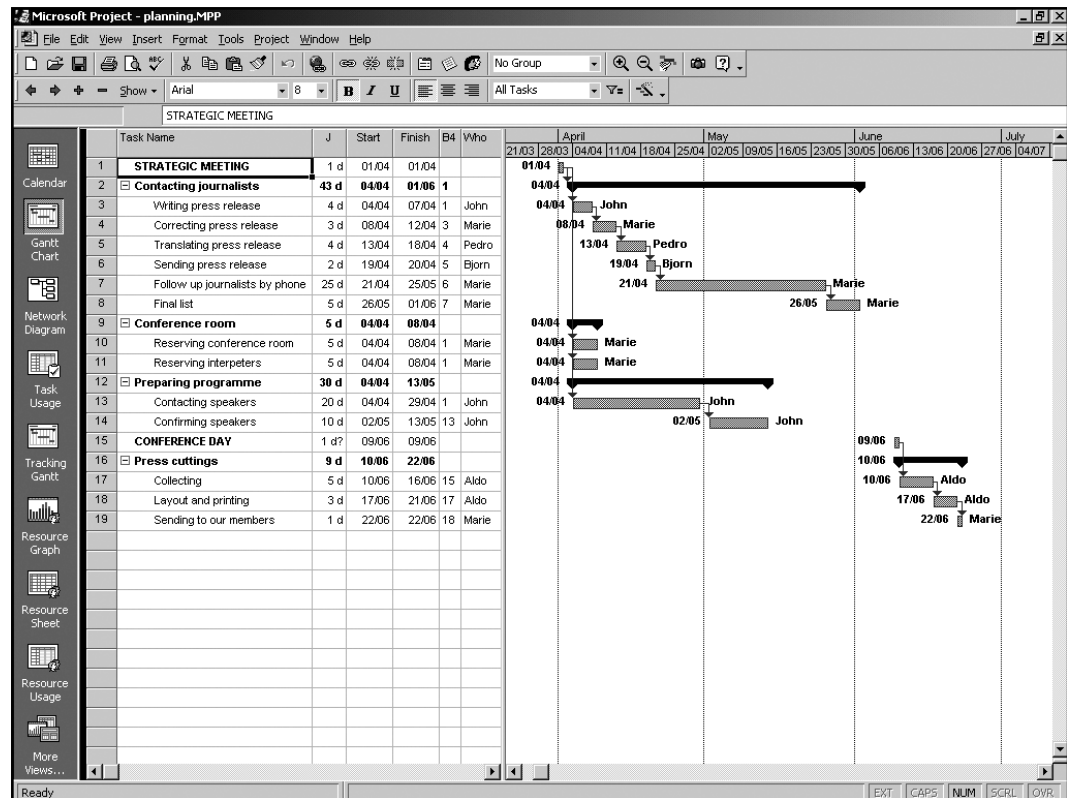 Microsoft Project - planning.MPP
File Edit View Insert Format Tools Project Window Help
No Group
Show Arial 8 B I U All Tasks
STRATEGIC MEETING
Task Name J Start Finish B4 Who
April May June July
21/03 28/03 04/04 11/04 18/04 25/04 02/05 09/05 16/05 23/05 30/05 06/06 13/06 20/06 27/06 04/07
1 STRATEGIC MEETING 1 d 01/04 01/04 01/04
2 Contacting journalists 43 d 04/04 01/06 1 04/04
3 Writing press release 4 d 04/04 07/04 1 John 04/04 John
4 Correcting press release 3 d 08/04 12/04 3 Marie 08/04 Marie
5 Translating press release 4 d 13/04 18/04 4 Pedro 13/04 Pedro
6 Sending press release 2 d 19/04 20/04 5 Bjorn 19/04 Bjorn
7 Follow up journalists by phone 25 d 21/04 25/05 6 Marie 21/04 Marie
8 Final list 5 d 26/05 01/06 7 Marie 26/05 Marie
9 Conference room 5 d 04/04 08/04 04/04
10 Reserving conference room 5 d 04/04 08/04 1 Marie 04/04 Marie
11 Reserving interpeters 5 d 04/04 08/04 1 Marie 04/04 Marie
12 Preparing programme 30 d 04/04 13/05 04/04
13 Contacting speakers 20 d 04/04 29/04 1 John 04/04 John
14 Confirming speakers 10 d 02/05 13/05 13 John 02/05 John
15 CONFERENCE DAY 1 d? 09/06 09/06 09/06
16 Press cuttings 9 d 10/06 22/06 10/06
17 Collecting 5 d 10/06 16/06 15 Aldo 10/06 Aldo
18 Layout and printing 3 d 17/06 21/06 17 Aldo 17/06 Aldo
19 Sending to our members 1 d 22/06 22/06 18 Marie 22/06 Marie
Calendar
Gantt
Chart
Network
Diagram
Task
Usage
Tracking
Gantt
Resource
Graph
Resource
Sheet
Resource
Usage
More
Views...
Ready EXT CAPS NUM SCRL OVR